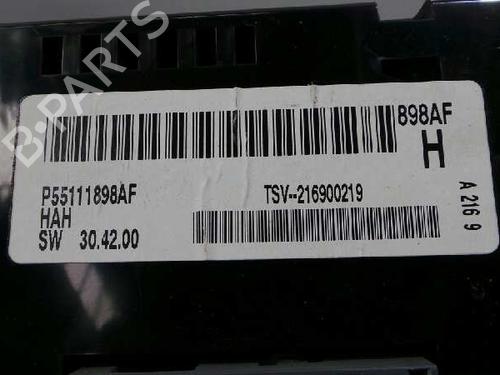 B-PARTS
898AF
H
P55111898AF
TSV--216900219
HAH
SW 30.42.00
A 216 9